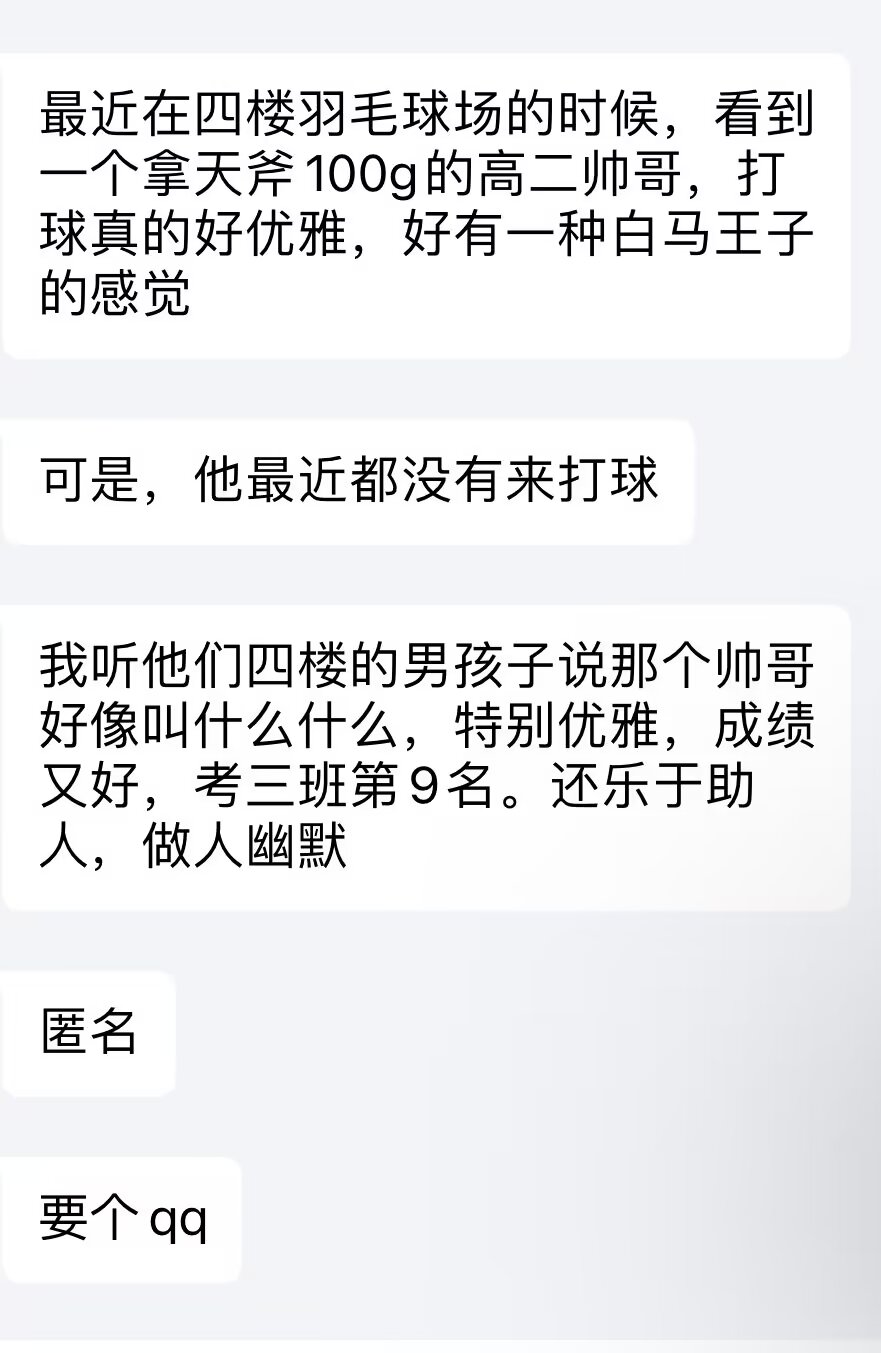 最近在四楼羽毛球场的时候，看到
一个拿天斧100g的高二帅哥，打
球真的好优雅，好有一种白马王子
的感觉
可是，他最近都没有来打球
我听他们四楼的男孩子说那个帅哥
好像叫什么什么，特别优雅，成绩
又好，考三班第9名。还乐于助
人，做人幽默
匿名
要个qq